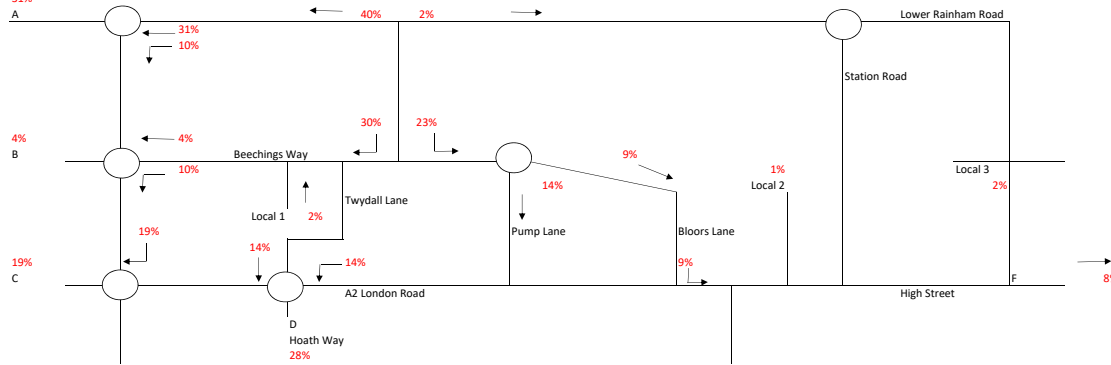 A
40% 2%
Lower Rainham Road
31%
10%
Station Road
30% 23%
4%
4%
B
Beechings Way
9%
10%
14%
1%
Local 2
Local 3
2%
Twydall Lane
Local 1 2%
Pump Lane
Bloors Lane
19%
14%
14%
19%
9%
C
F
A2 London Road
High Street
D
Hoath Way
28%